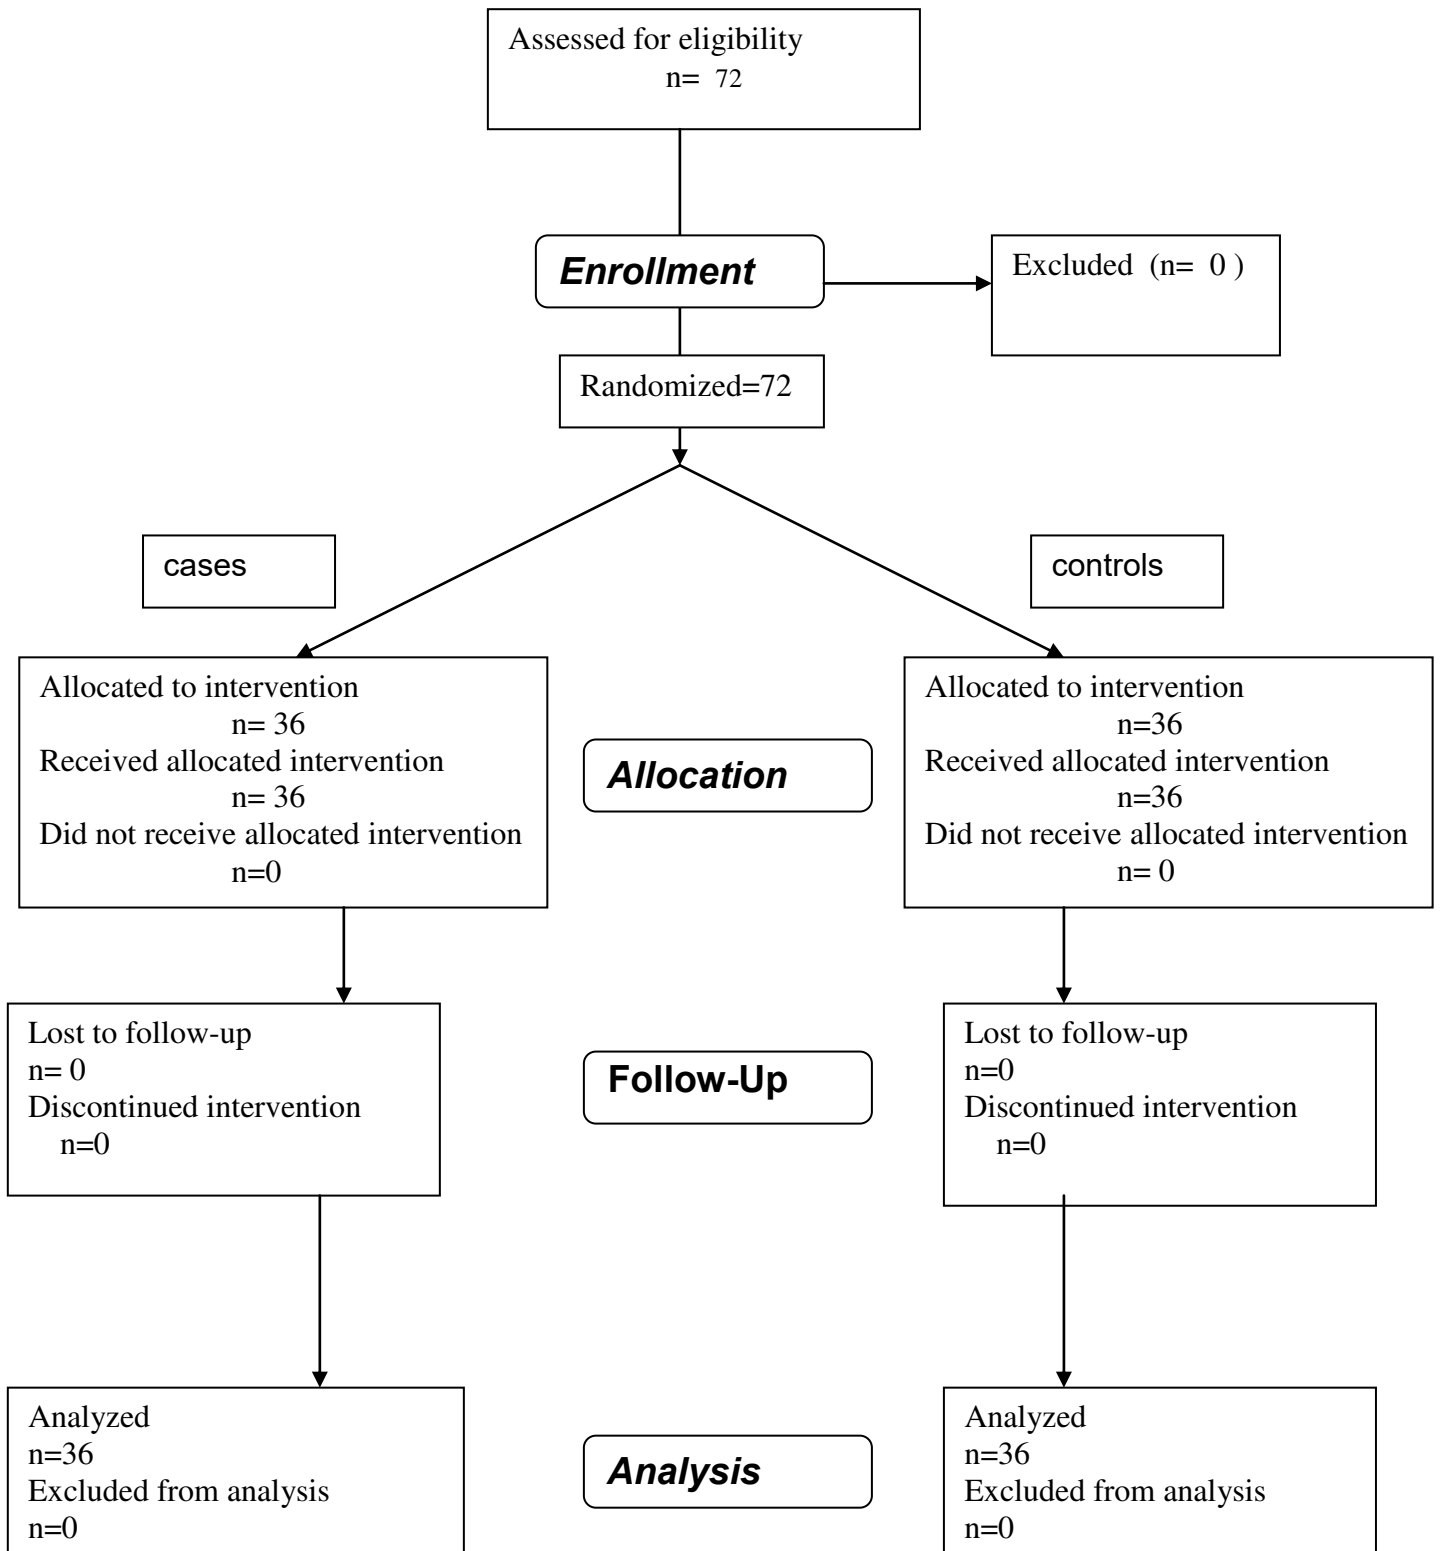 Assessed for eligibility
n= 72
Enrollment
Excluded (n= 0 )
Randomized=72
cases
controls
Allocated to intervention
n= 36
Received allocated intervention
n= 36
Did not receive allocated intervention
n=0
Allocation
Allocated to intervention
n=36
Received allocated intervention
n=36
Did not receive allocated intervention
n= 0
Lost to follow-up
n= 0
Discontinued intervention
n=0
Follow-Up
Lost to follow-up
n=0
Discontinued intervention
n=0
Analyzed
n=36
Excluded from analysis
n=0
Analysis
Analyzed
n=36
Excluded from analysis
n=0